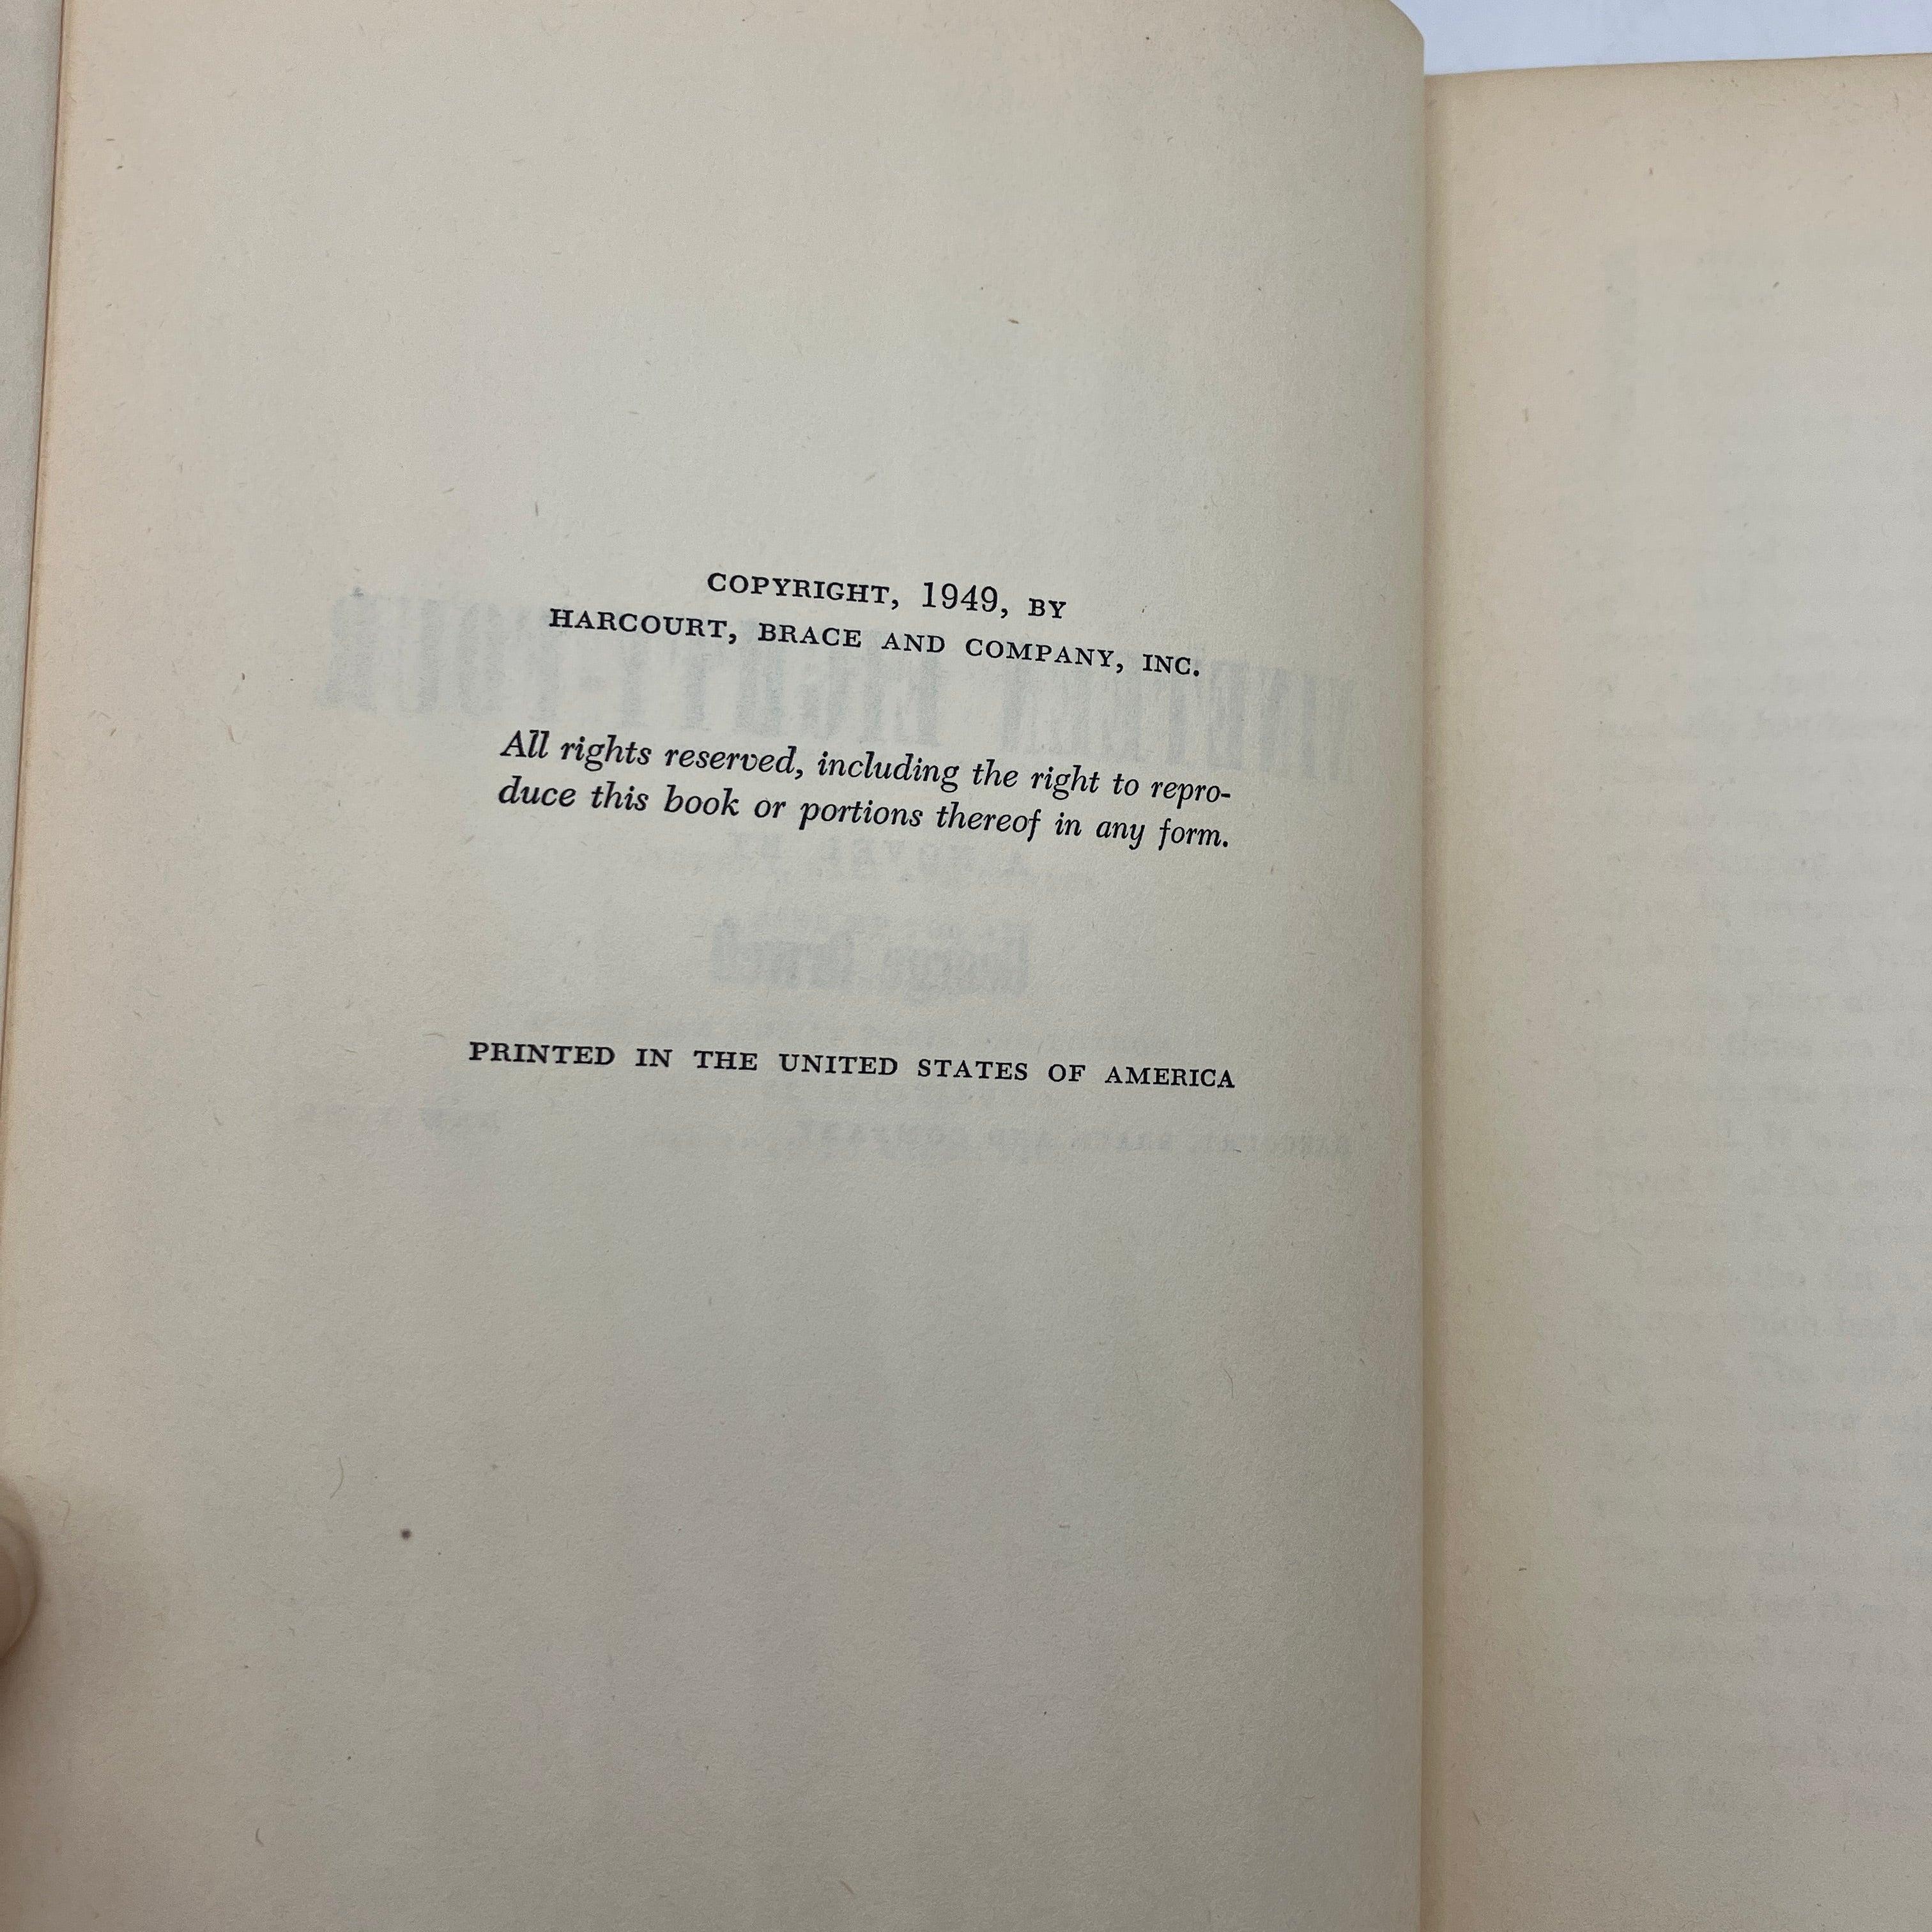 COPYRIGHT, 1949, BY
HARCOURT, BRACE AND COMPANY, INC.
All rights reserved, including the right to repro-
duce this book or portions thereof in any form.
PRINTED IN THE UNITED STATES OF AMERICA